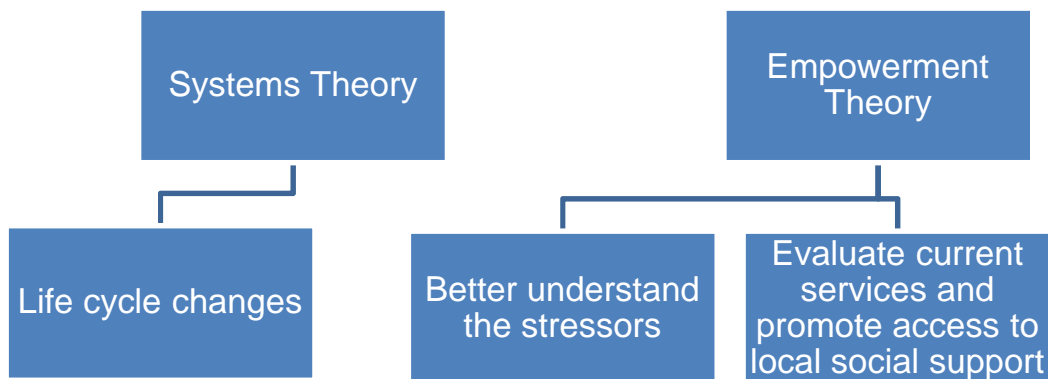 Systems Theory
Empowerment
Theory
Life cycle changes
Better understand
the stressors
Evaluate current
services and
promote access to
local social support